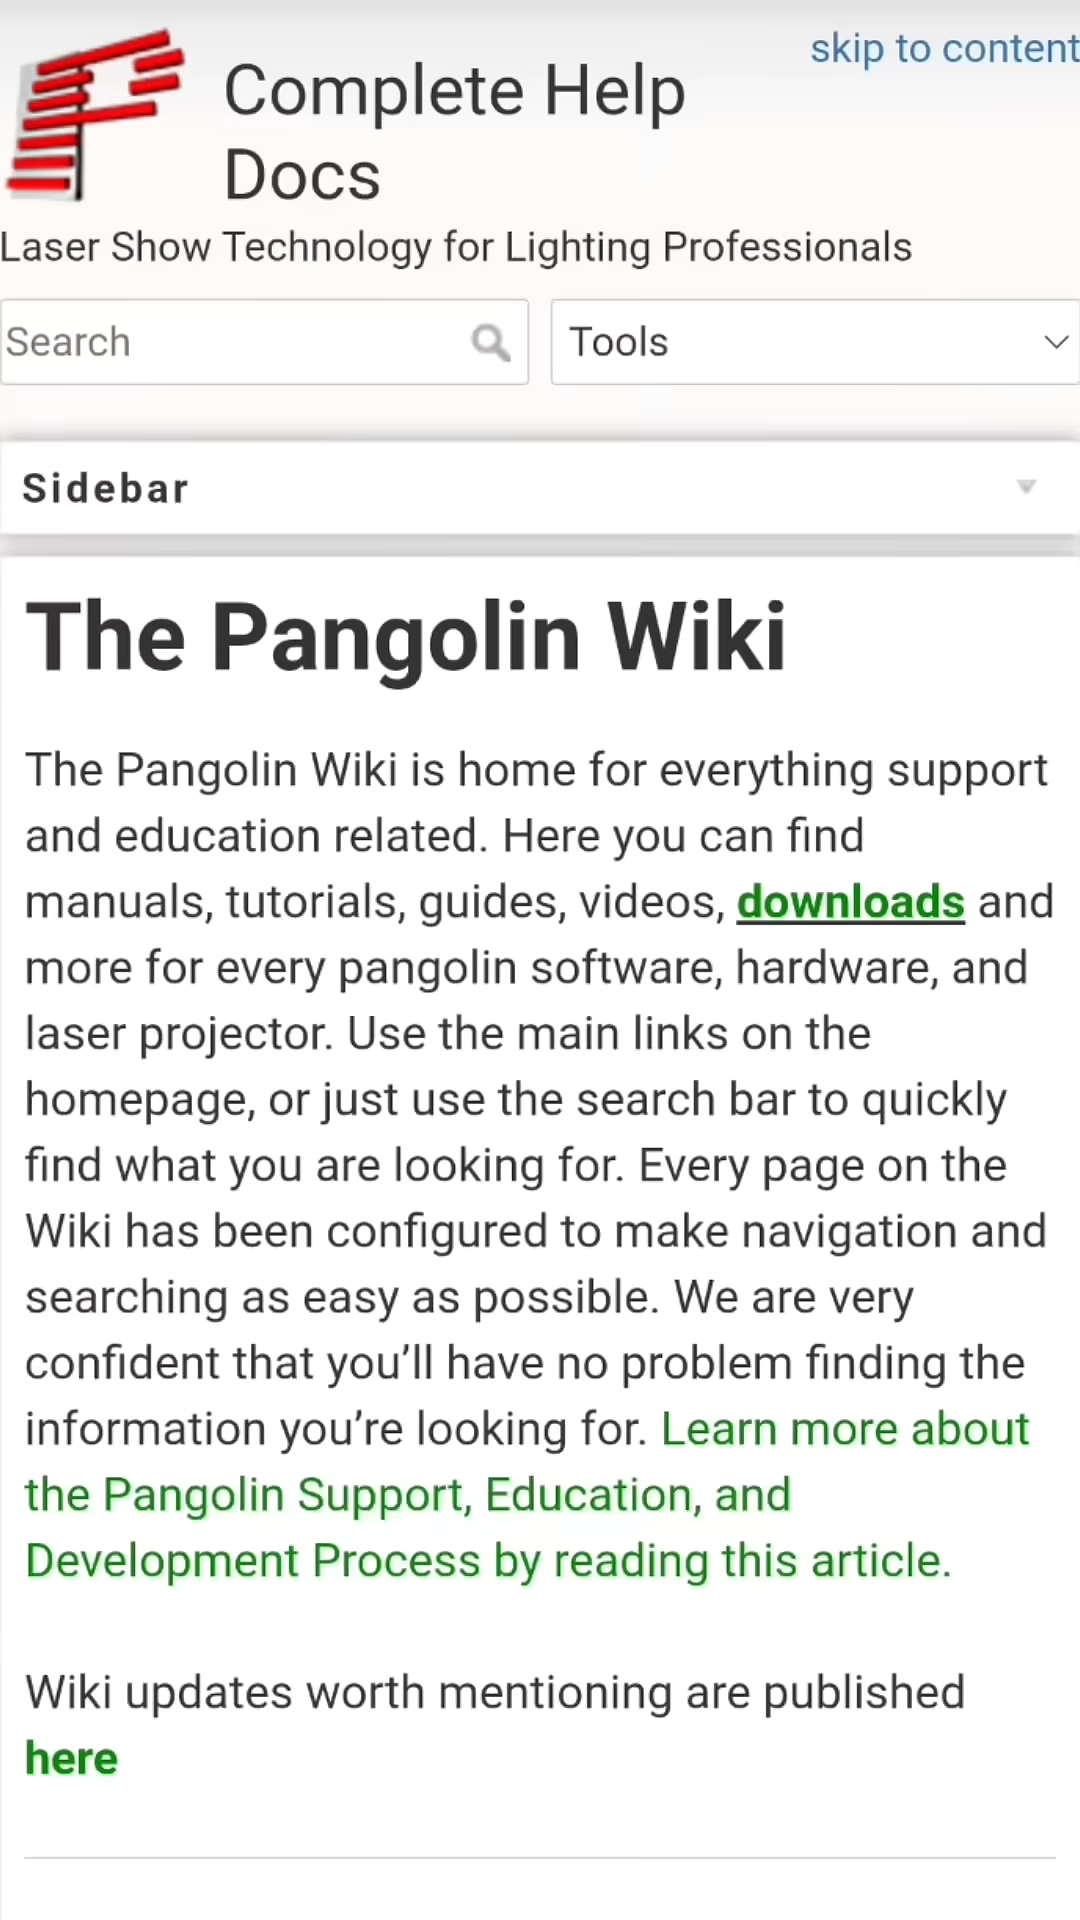 skip to content
Complete Help
Docs
Laser Show Technology for Lighting Professionals
Search
Tools
Sidebar
The Pangolin Wiki
The Pangolin Wiki is home for everything support
and education related. Here you can find
manuals, tutorials, guides, videos, downloads and
more for every pangolin software, hardware, and
laser projector. Use the main links on the
homepage, or just use the search bar to quickly
find what you are looking for. Every page on the
Wiki has been configured to make navigation and
searching as easy as possible. We are very
confident that you’ll have no problem finding the
information you’re looking for. Learn more about
the Pangolin Support, Education, and
Development Process by reading this article.
Wiki updates worth mentioning are published
here